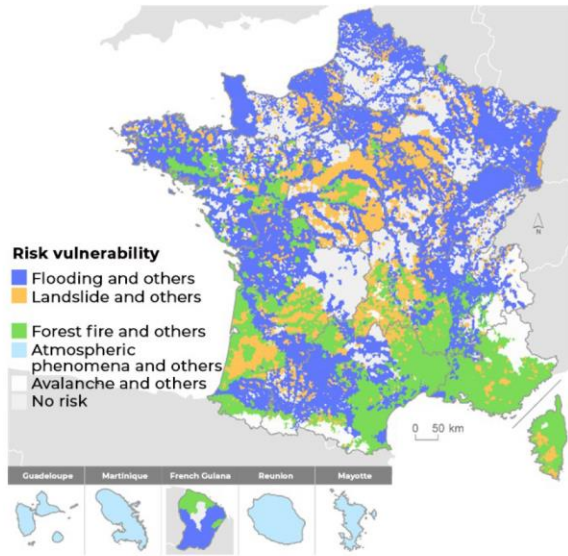 Risk vulnerability
Flooding and others
Landslide and others
Forest fire and others
Atmospheric
phenomena and others
Avalanche and others
No risk
N
0 50 km
Guadeloupe Martinique French Guiana Reunion Mayotte